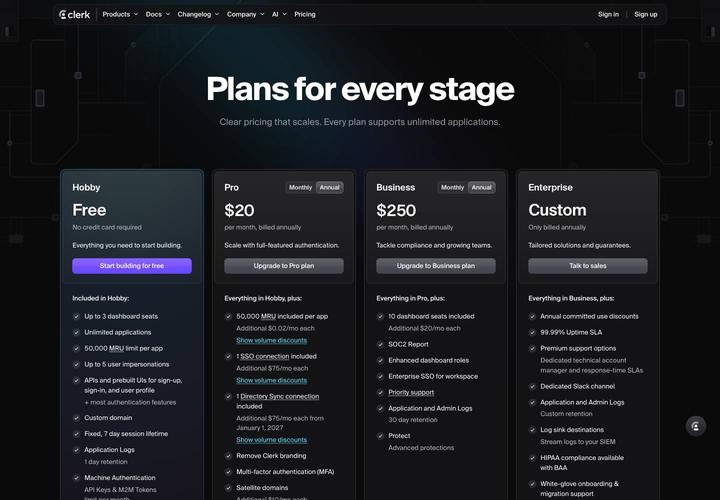 clerk
Products
Docs
Changelog
Company
AI
Pricing
Sign in
Sign up
Plans for every stage
Clear pricing that scales. Every plan supports unlimited applications.
Hobby
Free
No credit card required
Everything you need to start building.
Start building for free
Included in Hobby:
Up to 3 dashboard seats
Unlimited applications
50,000 MRU limit per app
Up to 5 user impersonations
APIs and prebuilt UIs for sign-up,
sign-in, and user profile
+ most authentication features
Custom domain
Fixed, 7 day session lifetime
Application Logs
1 day retention
Machine Authentication
API Keys & M2M Tokens
limit per month
Pro
Monthly
Annual
$20
per month, billed annually
Scale with full-featured authentication.
Upgrade to Pro plan
Everything in Hobby, plus:
50,000 MRU included per app
Additional $0.02/mo each
Show volume discounts
1 SSO connection included
Additional $75/mo each
Show volume discounts
1 Directory Sync connection
included
Additional $75/mo each from
January 1, 2027
Show volume discounts
Remove Clerk branding
Multi-factor authentication (MFA)
Satellite domains
Additional $10/mo each
Business
Monthly
Annual
$250
per month, billed annually
Tackle compliance and growing teams.
Upgrade to Business plan
Everything in Pro, plus:
10 dashboard seats included
Additional $20/mo each
SOC2 Report
Enhanced dashboard roles
Enterprise SSO for workspace
Priority support
Application and Admin Logs
30 day retention
Protect
Advanced protections
Enterprise
Custom
Only billed annually
Tailored solutions and guarantees.
Talk to sales
Everything in Business, plus:
Annual committed use discounts
99.99% Uptime SLA
Premium support options
Dedicated technical account
manager and response-time SLAs
Dedicated Slack channel
Application and Admin Logs
Custom retention
Log sink destinations
Stream logs to your SIEM
HIPAA compliance available
with BAA
White-glove onboarding &
migration support